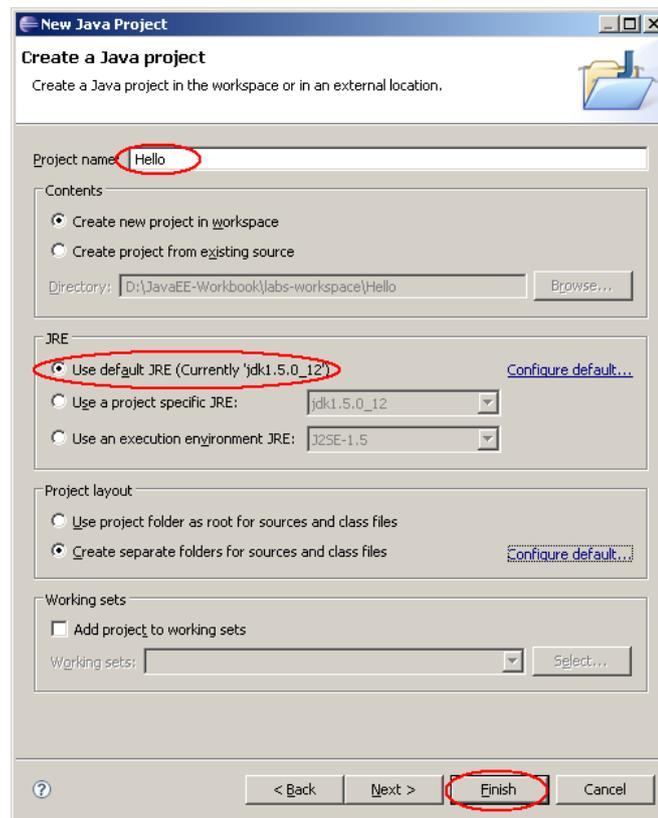 New Java Project
Create a Java project
Create a Java project in the workspace or in an external location.
Project name: Hello
Contents
Create new project in workspace
Create project from existing source
Directory: D:\JavaEE-Workbook\labs-workspace\Hello Browse...
JRE
Use default JRE (Currently 'jdk1.5.0_12') Configure default...
Use a project specific JRE: jdk1.5.0_12
Use an execution environment JRE: J2SE-1.5
Project layout
Use project folder as root for sources and class files
Create separate folders for sources and class files Configure default...
Working sets
Add project to working sets
Working sets: Select...
? < Back Next > Finish Cancel